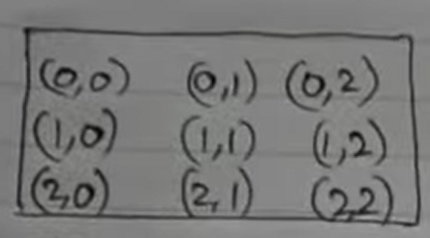 (0,0) (0,1) (0,2)
(1,0) (1,1) (1,2)
(2,0) (2,1) (2,2)